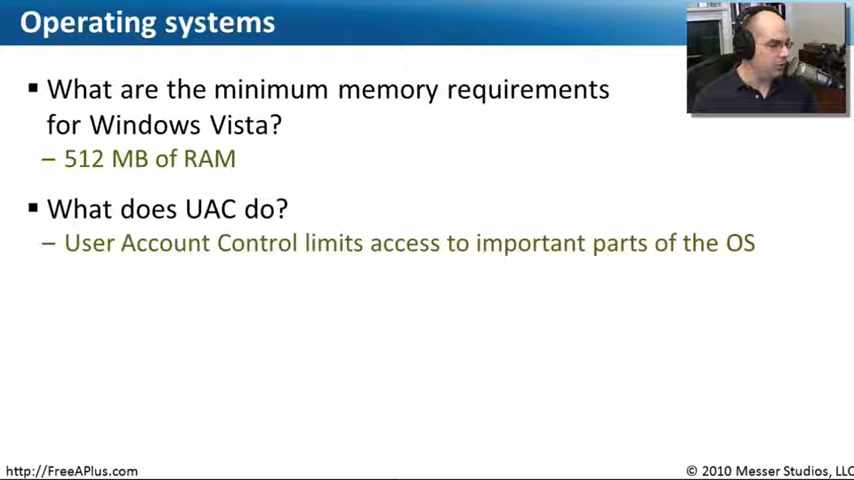 Operating systems
▪ What are the minimum memory requirements
for Windows Vista?
– 512 MB of RAM
▪ What does UAC do?
– User Account Control limits access to important parts of the OS
http://FreeAPlus.com
© 2010 Messer Studios, LLC